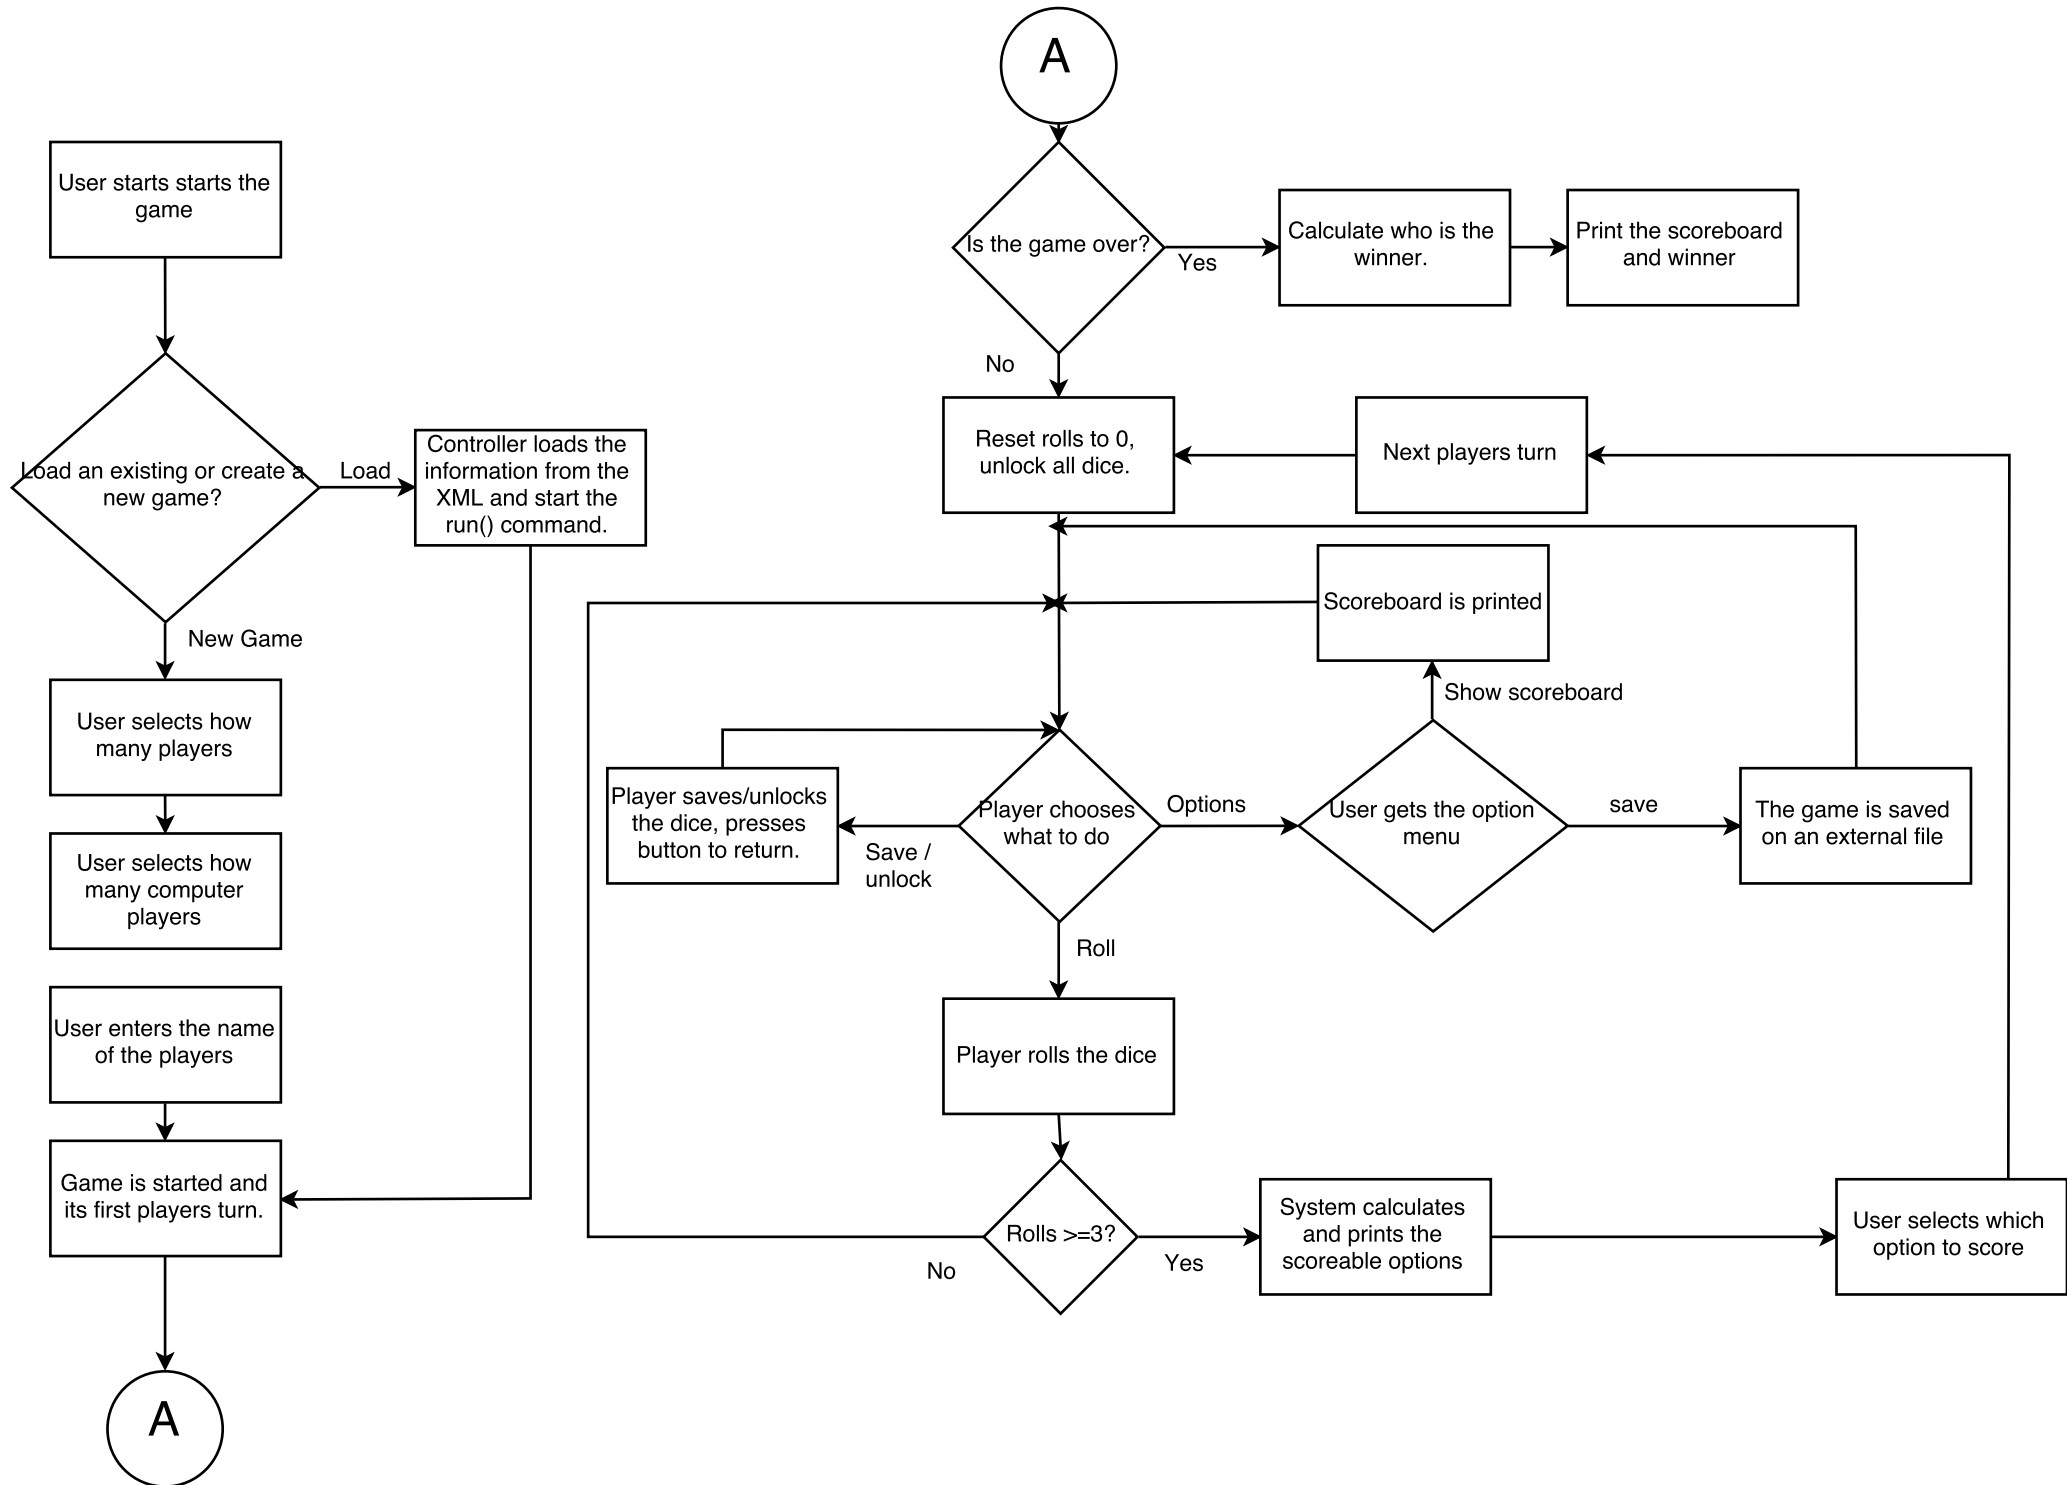 A
User starts starts the
game
Load an existing or create a
new game?
Load
Controller loads the
information from the
XML and start the
run() command.
New Game
User selects how
many players
User selects how
many computer
players
User enters the name
of the players
Game is started and
its first players turn.
A
Is the game over?
Yes
Calculate who is the
winner.
Print the scoreboard
and winner
No
Reset rolls to 0,
unlock all dice.
Next players turn
Scoreboard is printed
Show scoreboard
Player saves/unlocks
the dice, presses
button to return.
Save /
unlock
Player chooses
what to do
Options
User gets the option
menu
save
The game is saved
on an external file
Roll
Player rolls the dice
Rolls >=3?
No
Yes
System calculates
and prints the
scoreable options
User selects which
option to score